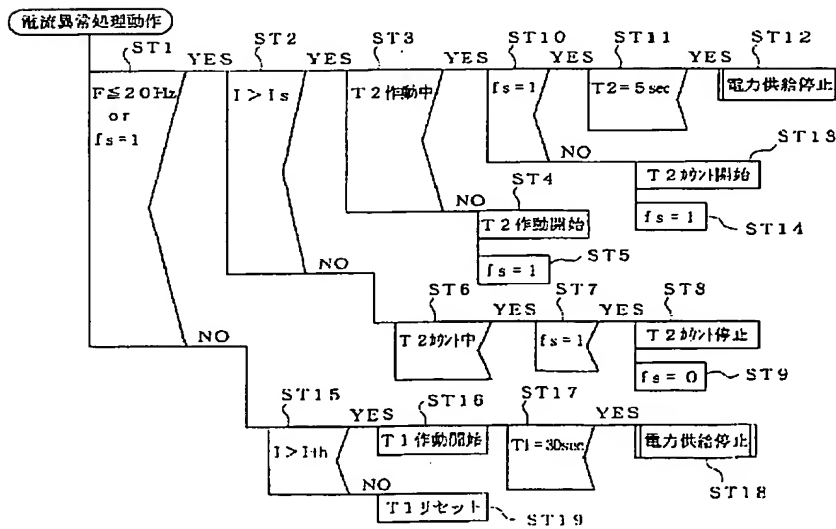 電流異常処理動作
ST1 YES ST2 YES ST3 YES ST10 YES ST11 YES ST12
F≦20Hz
or
fs=1
I>Is
T2作動中
fs=1
T2=5sec
電力供給停止
NO
ST13
T2カウント開始
fs=1
ST14
NO
ST4
T2作動開始
fs=1
ST5
NO
ST6 YES ST7 YES ST8
T2カウント中
fs=1
T2カウント停止
fs=0
ST9
NO
ST15 YES ST16 ST17 YES
I>Ith
T1作動開始
T1=30sec
電力供給停止
ST18
NO
T1リセット
ST19